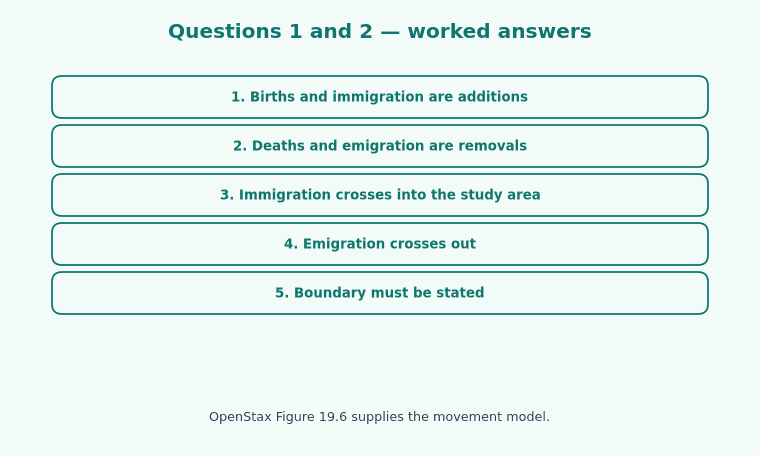 Questions 1 and 2 — worked answers
1. Births and immigration are additions
2. Deaths and emigration are removals
3. Immigration crosses into the study area
4. Emigration crosses out
5. Boundary must be stated
OpenStax Figure 19.6 supplies the movement model.